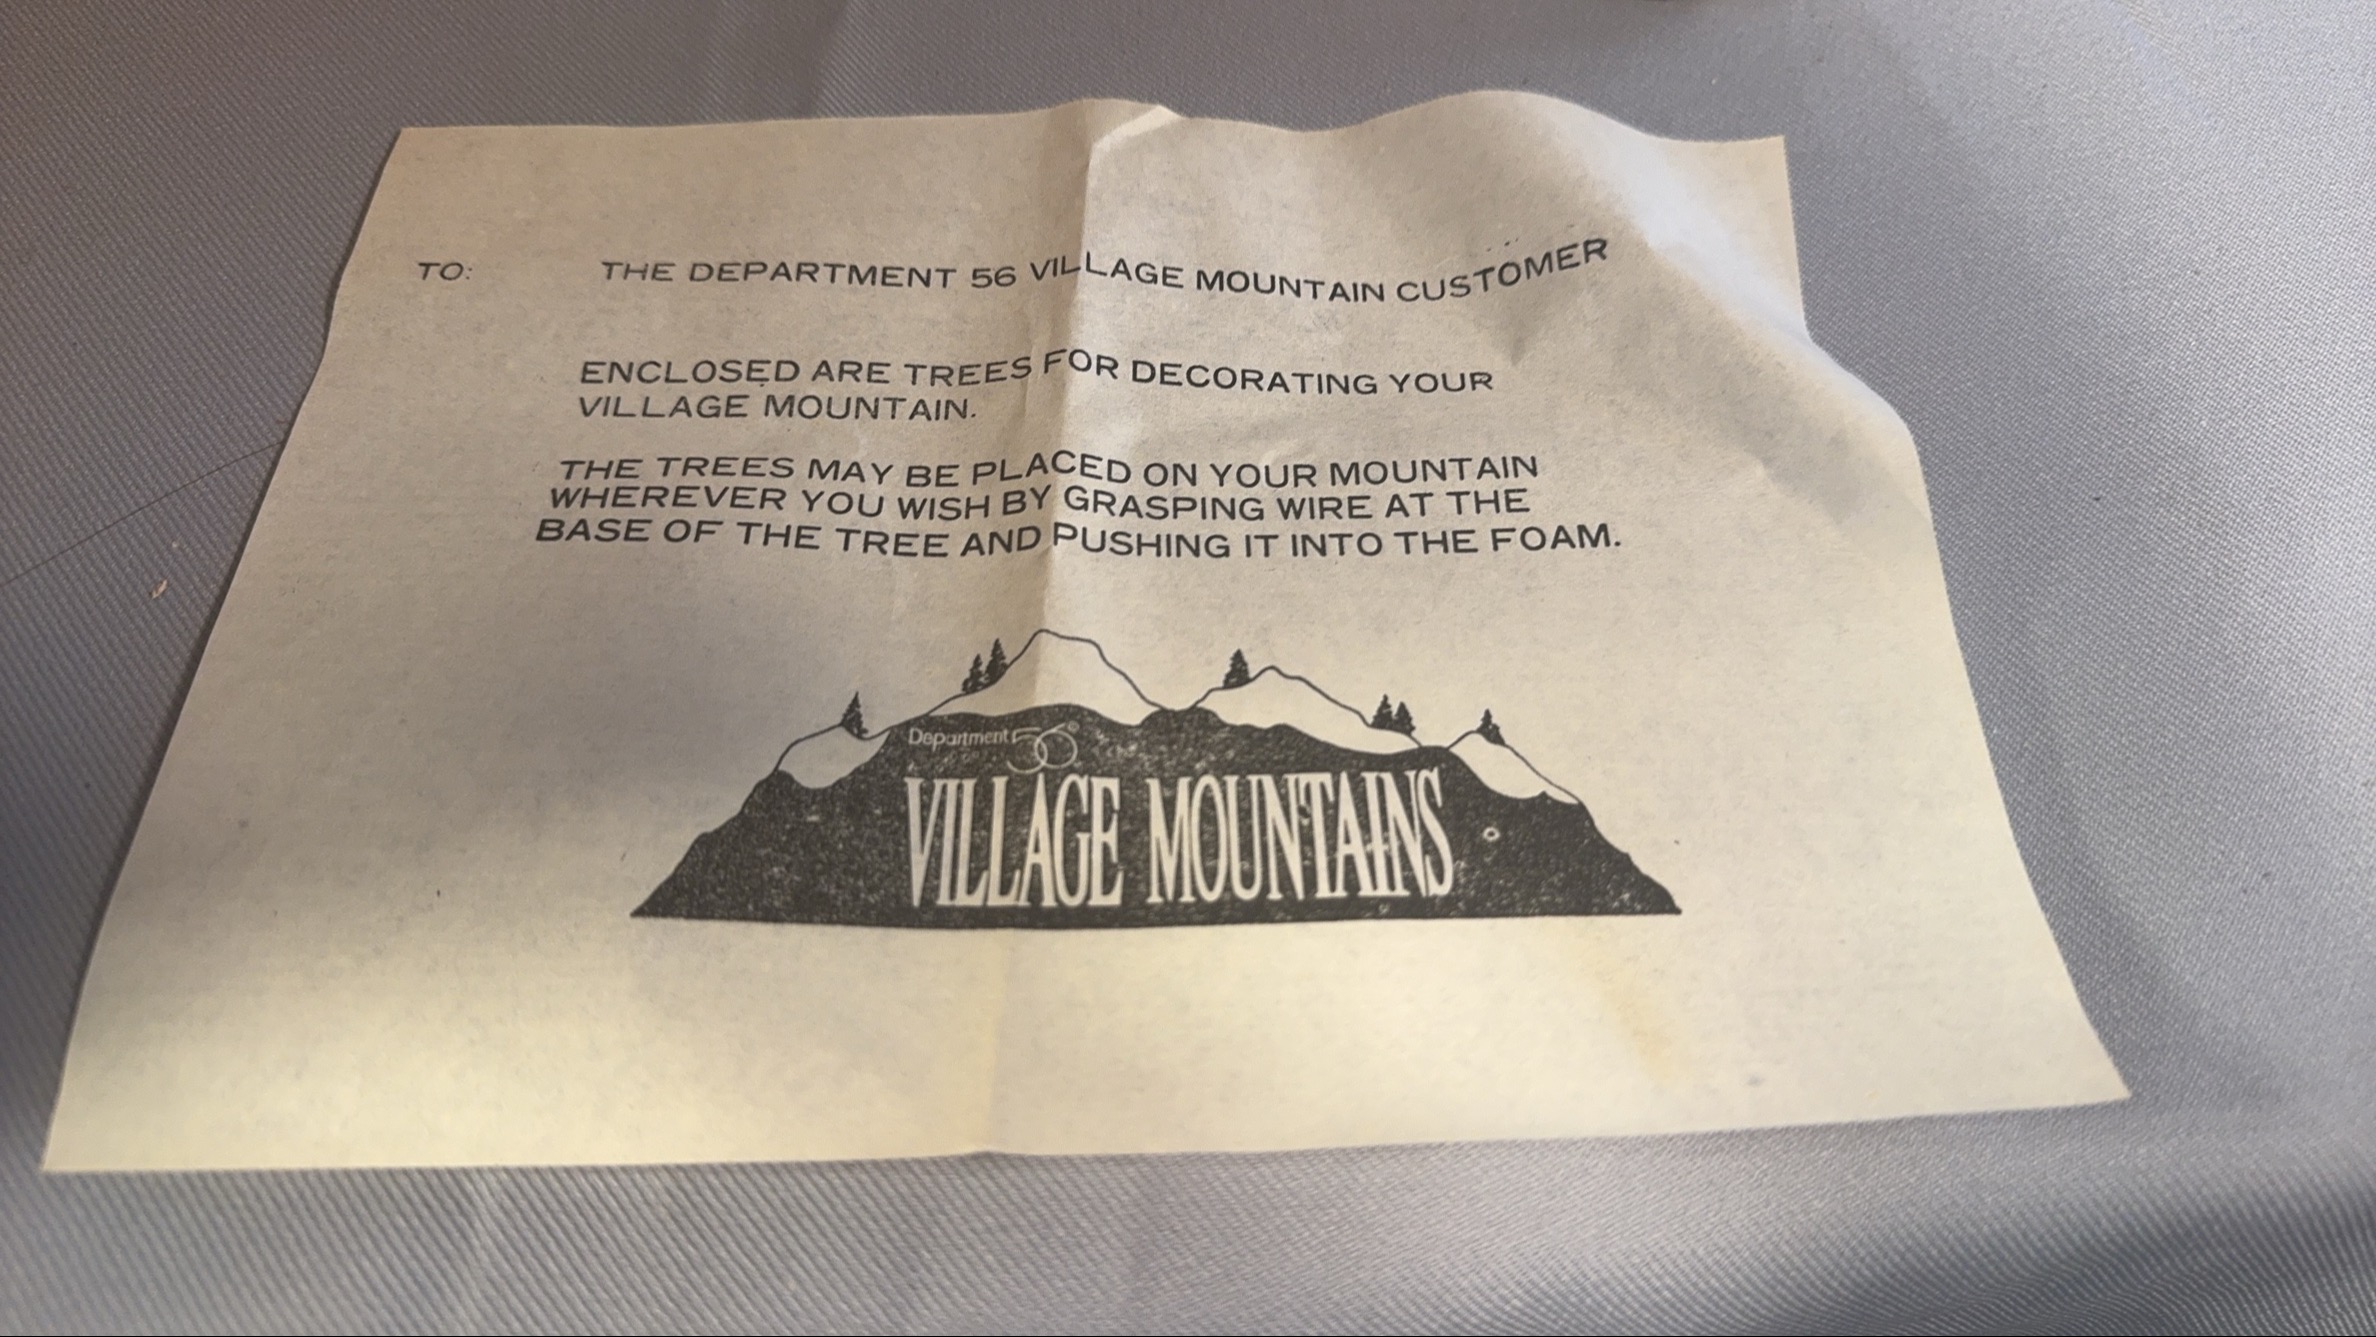 TO: THE DEPARTMENT 56 VILLAGE MOUNTAIN CUSTOMER
ENCLOSED ARE TREES FOR DECORATING YOUR
VILLAGE MOUNTAIN.
THE TREES MAY BE PLACED ON YOUR MOUNTAIN
WHEREVER YOU WISH BY GRASPING WIRE AT THE
BASE OF THE TREE AND PUSHING IT INTO THE FOAM.
Department 56®
VILLAGE MOUNTAINS